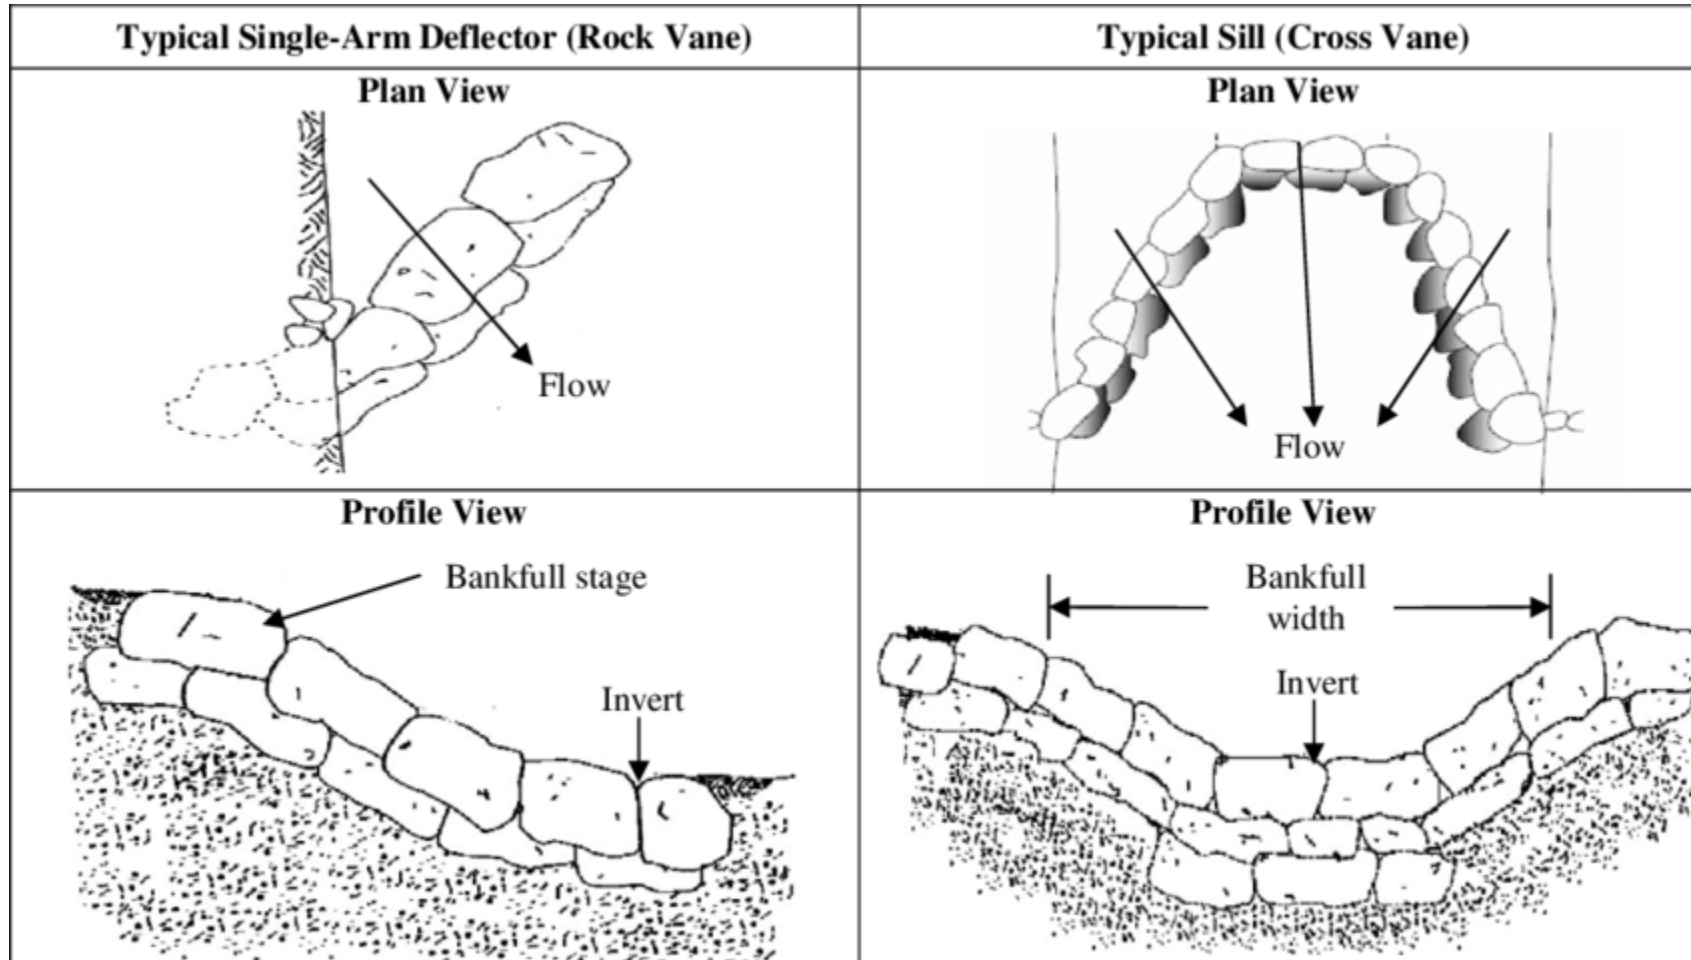 Typical Single-Arm Deflector (Rock Vane)
Typical Sill (Cross Vane)
Plan View
Flow
Plan View
Flow
Profile View
Bankfull stage
Invert
Profile View
Bankfull
width
Invert